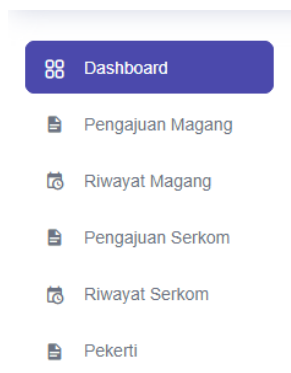 Dashboard
Pengajuan Magang
Riwayat Magang
Pengajuan Serkom
Riwayat Serkom
Pekerti